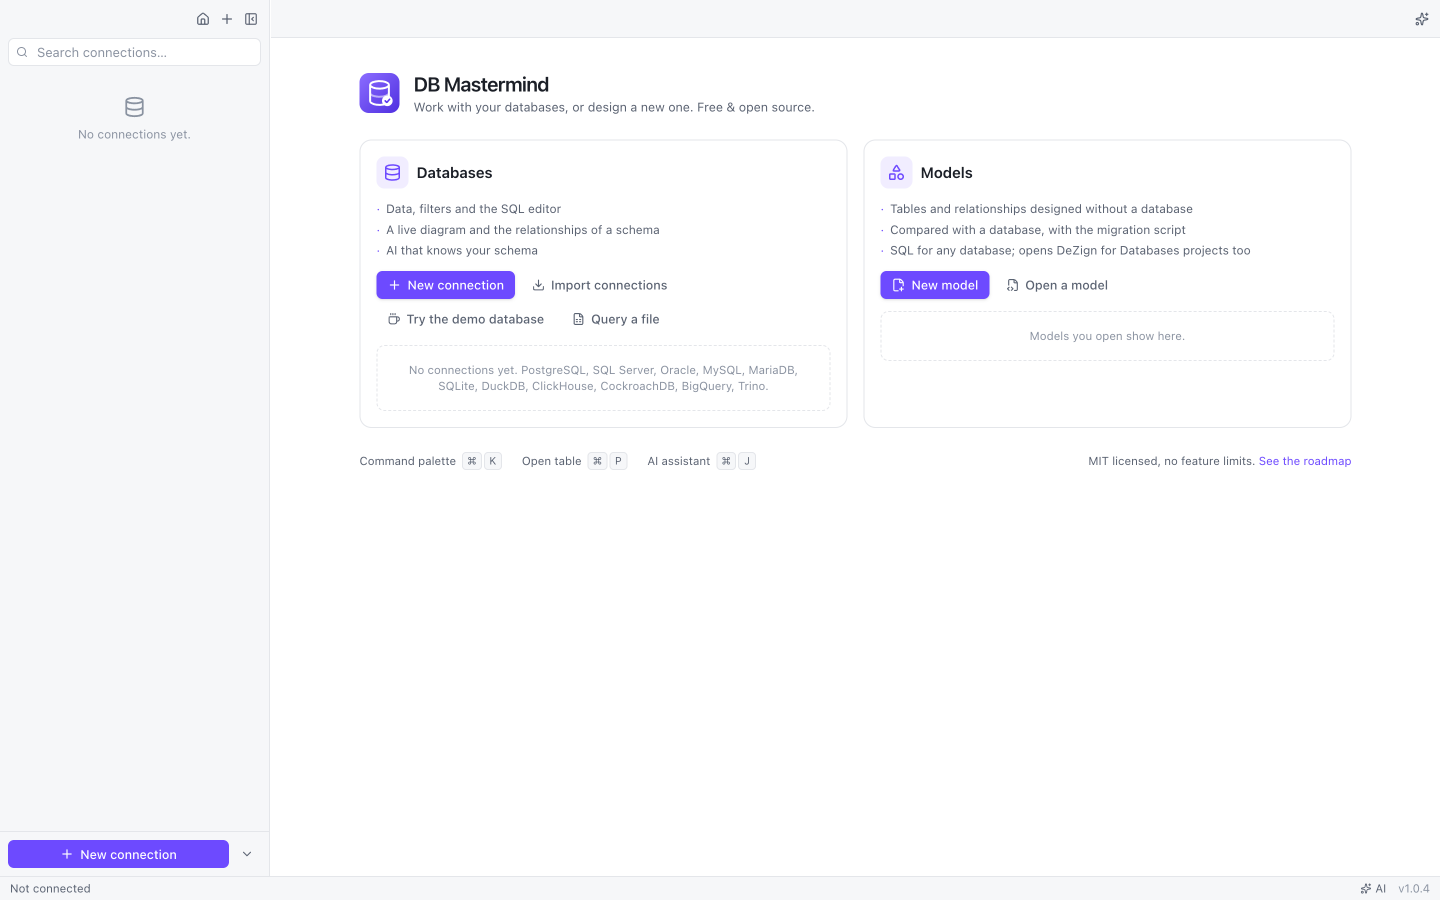 Search connections...
No connections yet.
DB Mastermind
Work with your databases, or design a new one. Free & open source.
Databases
· Data, filters and the SQL editor
· A live diagram and the relationships of a schema
· AI that knows your schema
New connection
Import connections
Try the demo database
Query a file
No connections yet. PostgreSQL, SQL Server, Oracle, MySQL, MariaDB,
SQLite, DuckDB, ClickHouse, CockroachDB, BigQuery, Trino.
Models
· Tables and relationships designed without a database
· Compared with a database, with the migration script
· SQL for any database; opens DeZign for Databases projects too
New model
Open a model
Models you open show here.
Command palette ⌘ K
Open table ⌘ P
AI assistant ⌘ J
MIT licensed, no feature limits. See the roadmap
New connection
Not connected
AI
v1.0.4